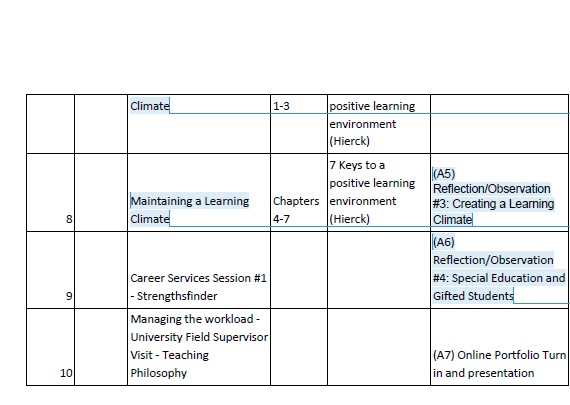 Climate
1-3
positive learning
environment
(Hierck)
8
Maintaining a Learning
Climate
Chapters
4-7
7 Keys to a
positive learning
environment
(Hierck)
(A5)
Reflection/Observation
#3: Creating a Learning
Climate
9
Career Services Session #1
- Strengthsfinder
(A6)
Reflection/Observation
#4: Special Education and
Gifted Students
10
Managing the workload -
University Field Supervisor
Visit - Teaching
Philosophy
(A7) Online Portfolio Turn
in and presentation